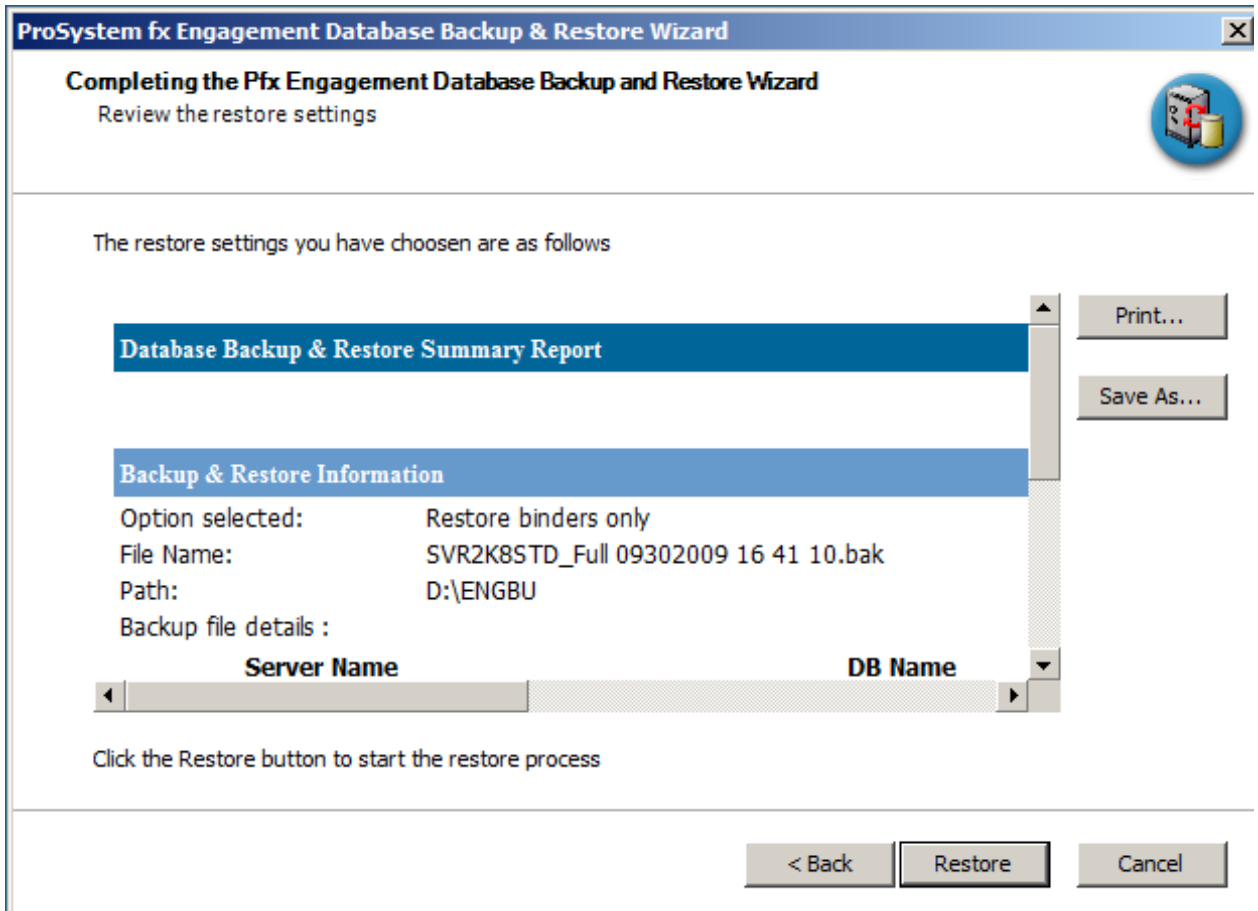 ProSystem fx Engagement Database Backup & Restore Wizard
Completing the Pfx Engagement Database Backup and Restore Wizard
Review the restore settings
The restore settings you have choosen are as follows
Print...
Database Backup & Restore Summary Report
Save As...
Backup & Restore Information
Option selected: Restore binders only
File Name: SVR2K8STD_Full 09302009 16 41 10.bak
Path: D:\ENGBU
Backup file details :
Server Name DB Name
Click the Restore button to start the restore process
< Back Restore Cancel